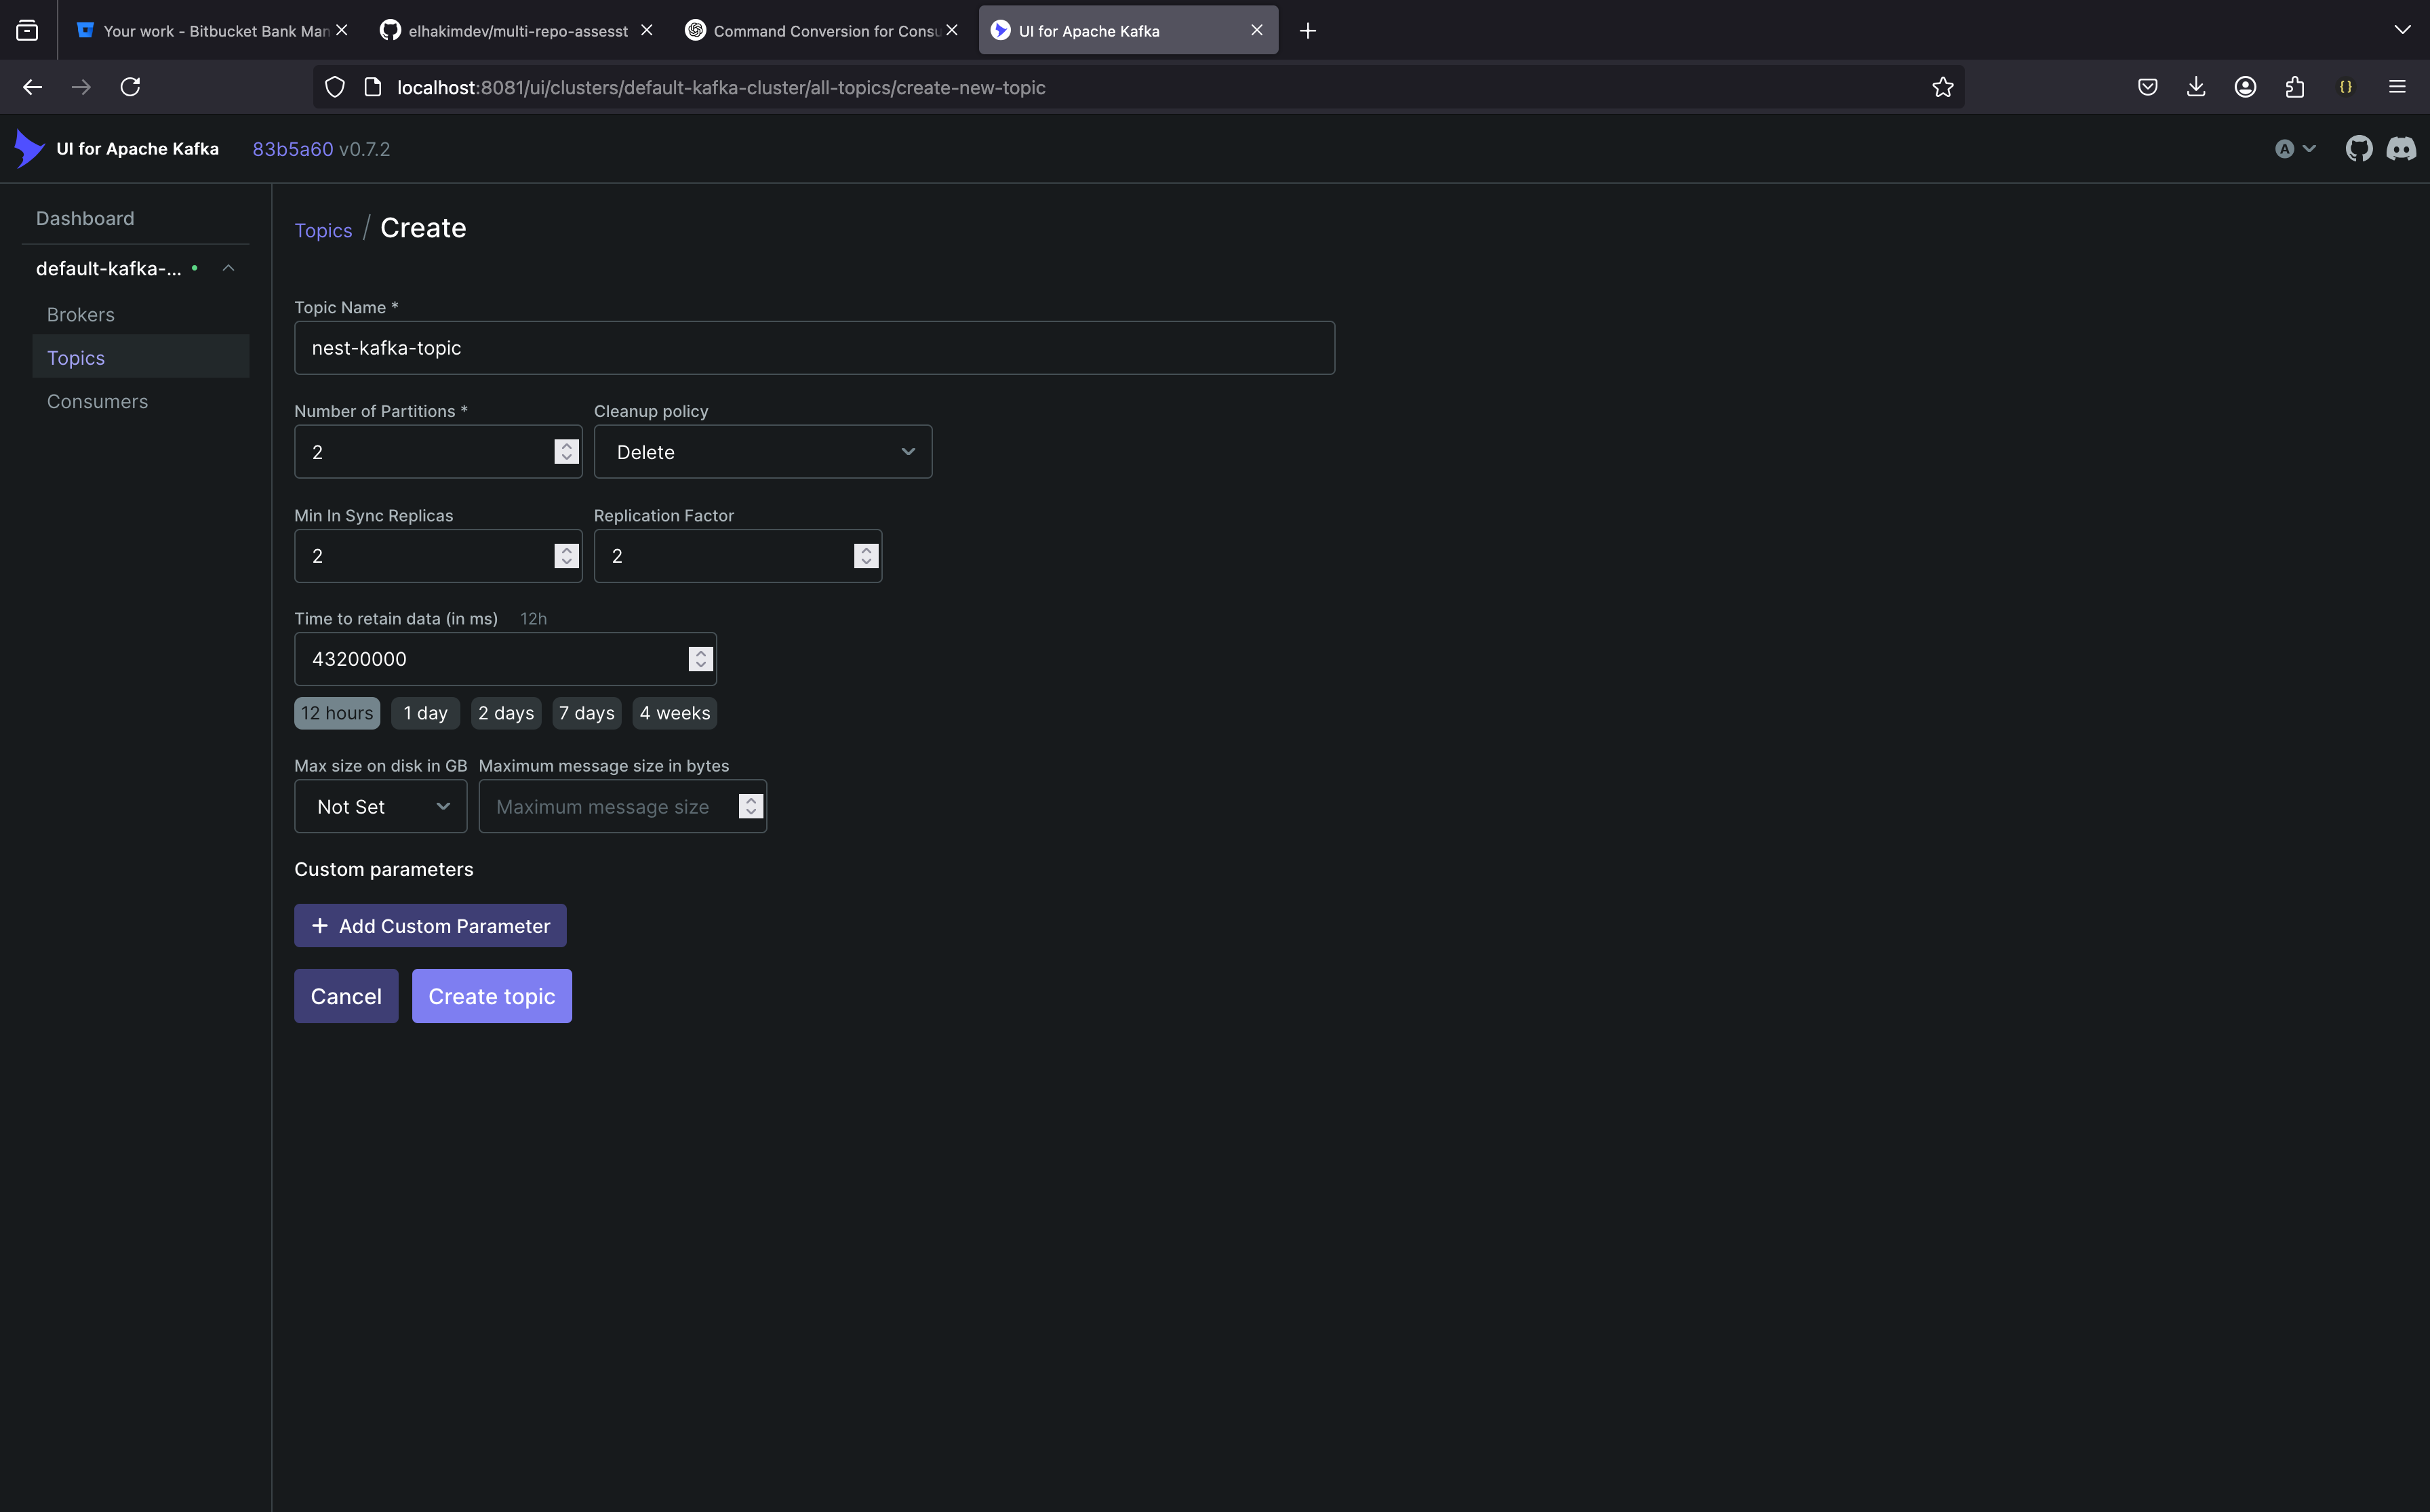 Your work - Bitbucket Bank Man
elhakimdev/multi-repo-assesst
Command Conversion for Consu
UI for Apache Kafka
localhost:8081/ui/clusters/default-kafka-cluster/all-topics/create-new-topic
{}
UI for Apache Kafka 83b5a60 v0.7.2
A
Dashboard
default-kafka-...
Brokers
Topics
Consumers
Topics / Create
Topic Name *
nest-kafka-topic
Number of Partitions * Cleanup policy
2 Delete
Min In Sync Replicas Replication Factor
2 2
Time to retain data (in ms) 12h
43200000
12 hours 1 day 2 days 7 days 4 weeks
Max size on disk in GB Maximum message size in bytes
Not Set Maximum message size
Custom parameters
+ Add Custom Parameter
Cancel Create topic